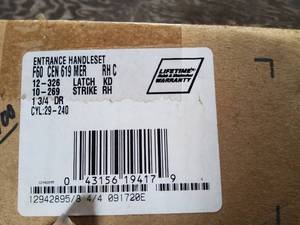 ENTRANCE HANDLESET
F60 CEN 619 MER RH C
12-326 LATCH KD
10-269 STRIKE RH
1 3/4 DR
CYL:29-240
LIFETIME
WARRANTY
0 43156 19417 9
12942895/8 4/4 091720E